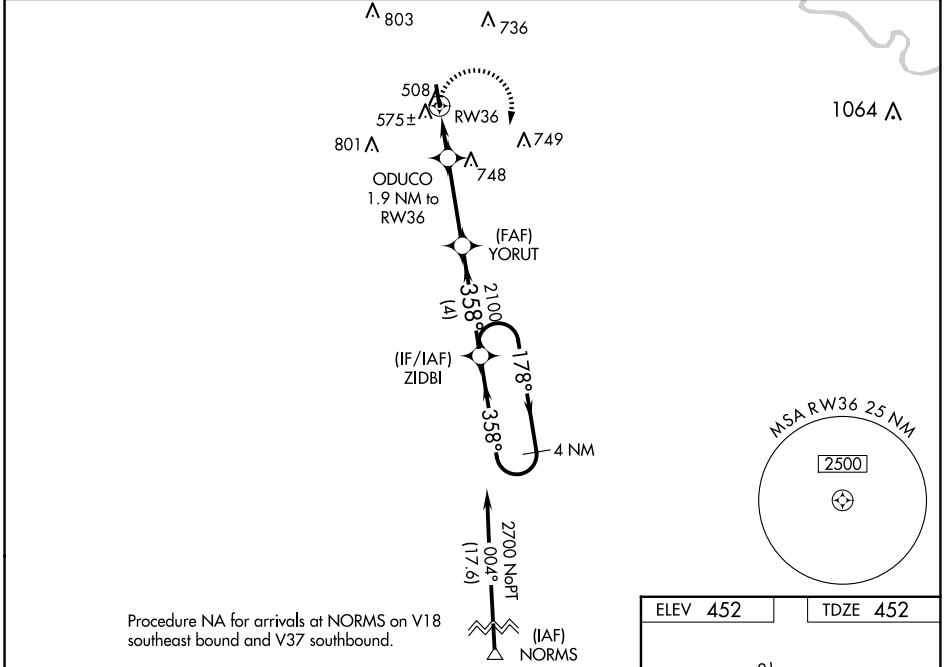 803
736
508
575±
RW36
1064
801
749
748
ODUCO
1.9 NM to
RW36
(FAF)
YORUT
358°
2100
(4)
(IF/IAF)
ZIDBI
178°
358°
4 NM
MSA RW36 25 NM
2500
2700 NoPT
004°
(17.6)
Procedure NA for arrivals at NORMS on V18
southeast bound and V37 southbound.
(IAF)
NORMS
ELEV 452
TDZE 452